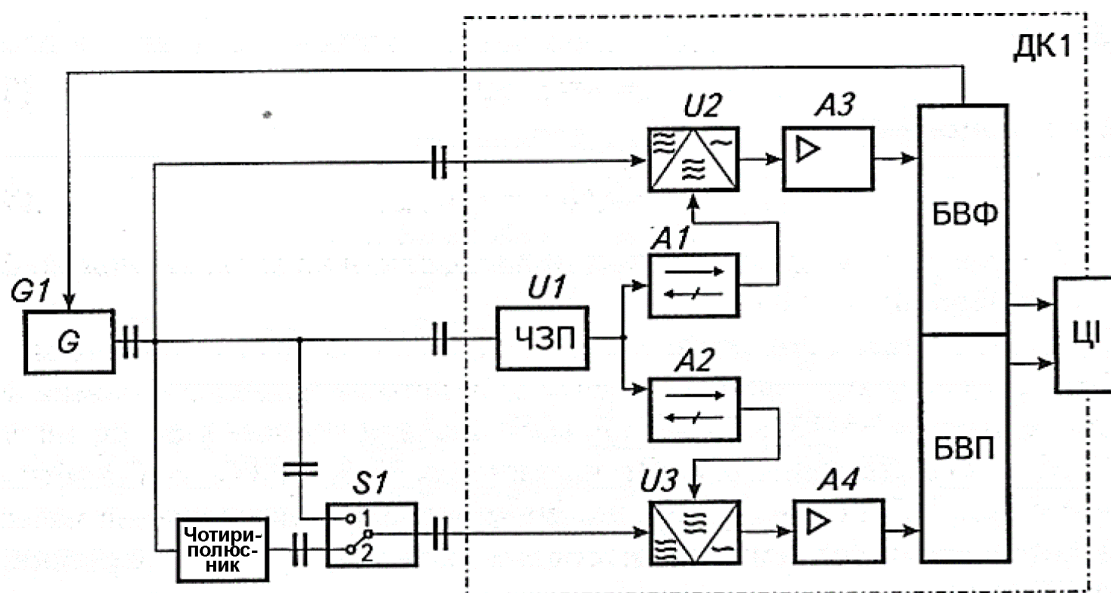 ДК1
U2
A3
БВФ
A1
G1
G
U1
ЧЗП
ЦІ
A2
БВП
S1
U3
A4
1
2
Чотири-
полюс-
ник